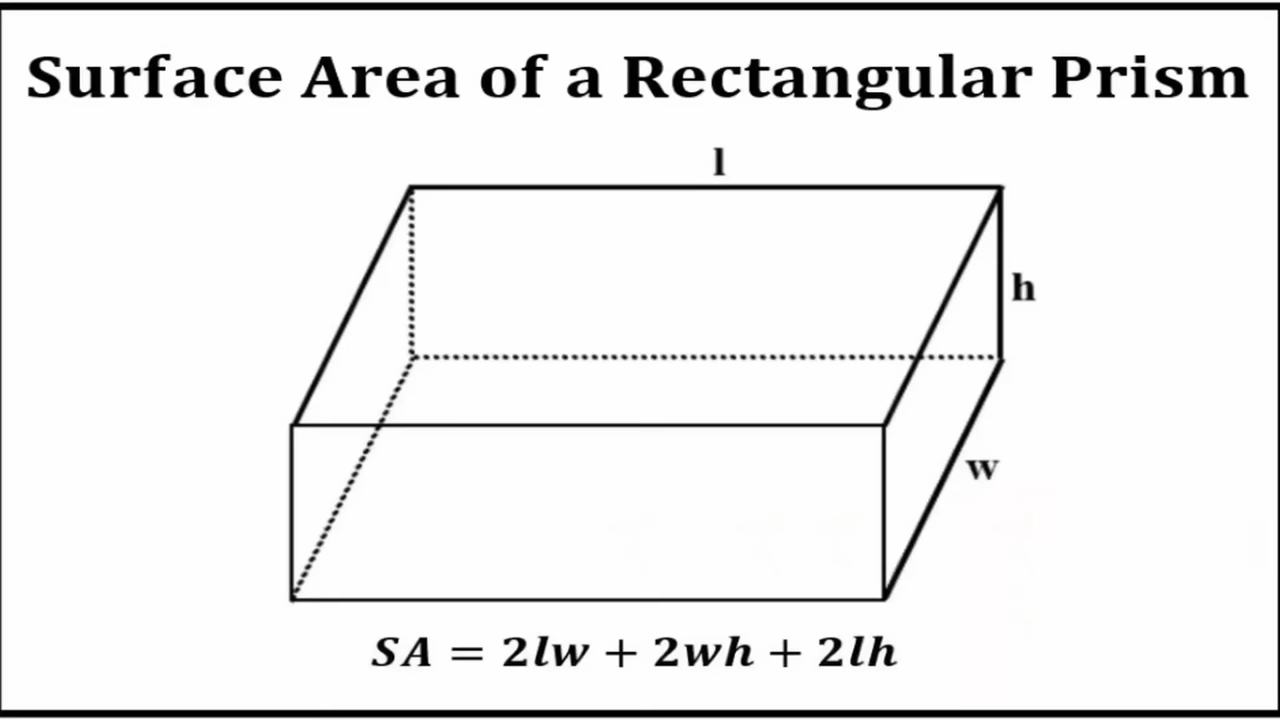 Surface Area of a Rectangular Prism
l
h
w
SA = 2lw + 2wh + 2lh